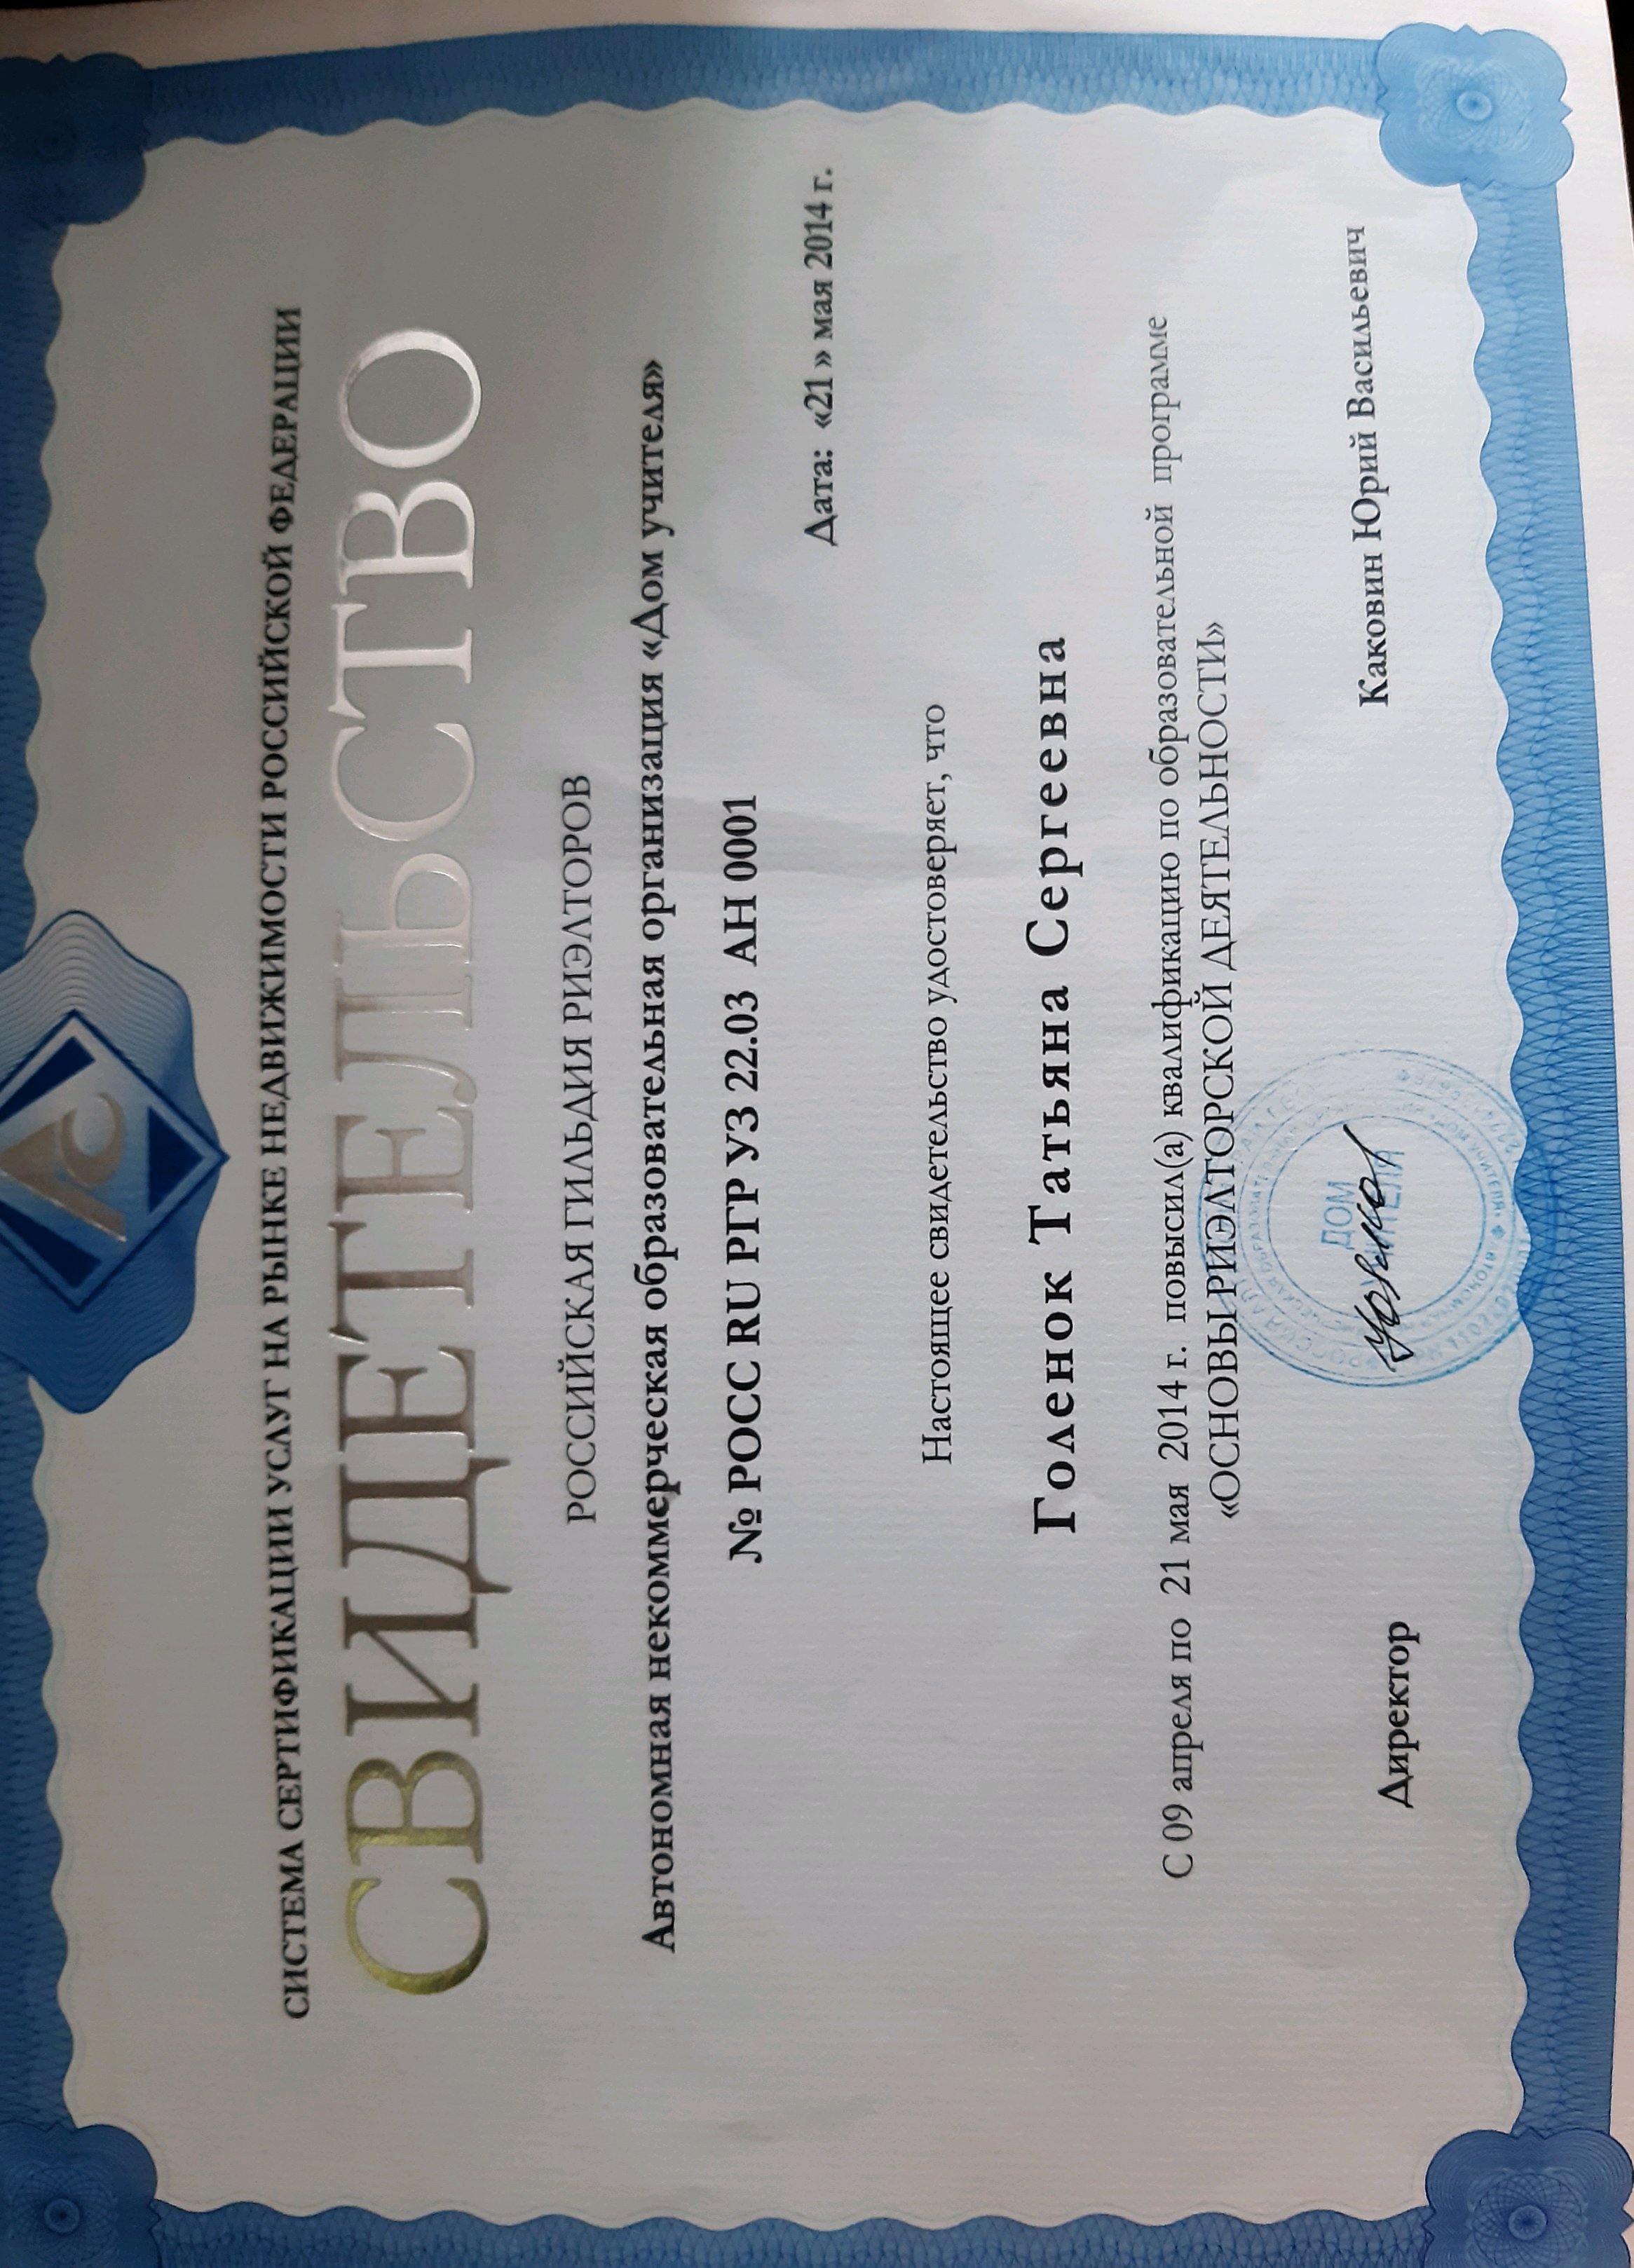 СИСТЕМА СЕРТИФИКАЦИИ УСЛУГ НА РЫНКЕ НЕДВИЖИМОСТИ РОССИЙСКОЙ ФЕДЕРАЦИИ
СВИДЕТЕЛЬСТВО
РОССИЙСКАЯ ГИЛЬДИЯ РИЭЛТОРОВ
Автономная некоммерческая образовательная организация «Дом учителя»
№ РОСС RU РГР УЗ 22.03 АН 0001
Дата: «21» мая 2014 г.
Настоящее свидетельство удостоверяет, что
Голенок Татьяна Сергеевна
С 09 апреля по 21 мая 2014 г. повысил(а) квалификацию по образовательной программе
«ОСНОВЫ РИЭЛТОРСКОЙ ДЕЯТЕЛЬНОСТИ»
ДОМ
УЧИТЕЛЯ
Директор Каковин Юрий Васильевич